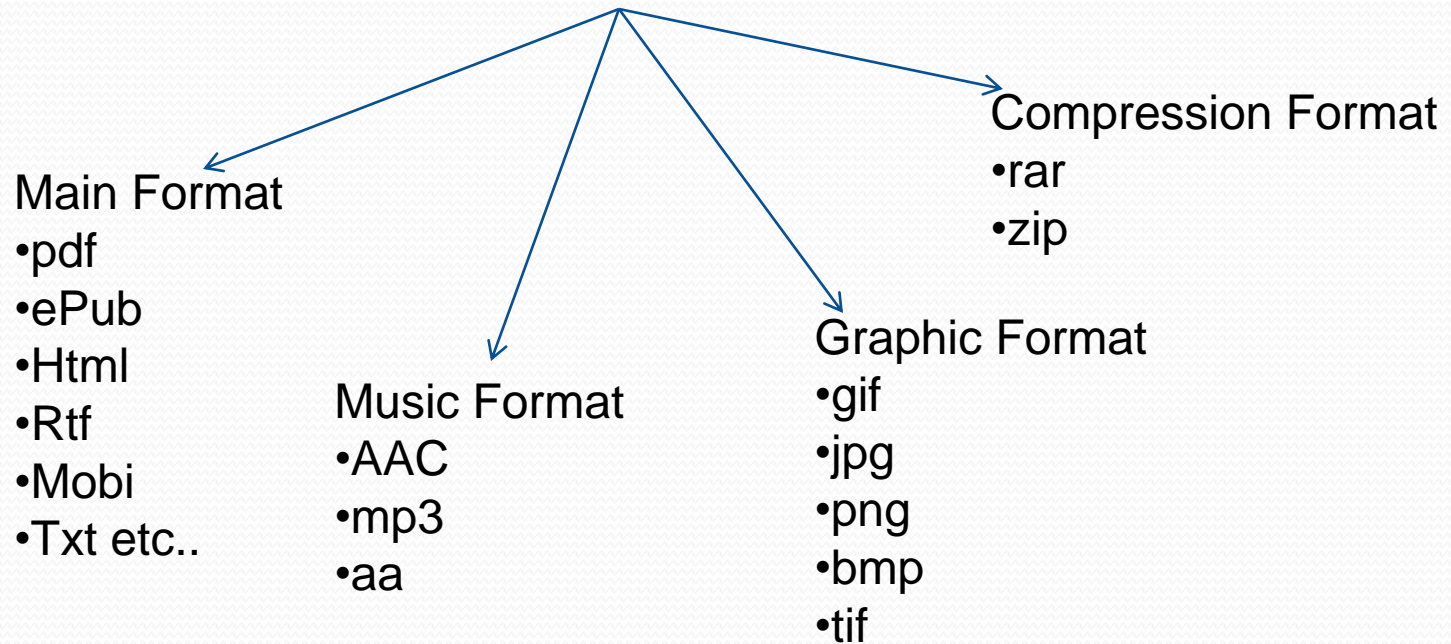 Main Format
•pdf
•ePub
•Html
•Rtf
•Mobi
•Txt etc..
Music Format
•AAC
•mp3
•aa
Graphic Format
•gif
•jpg
•png
•bmp
•tif
Compression Format
•rar
•zip